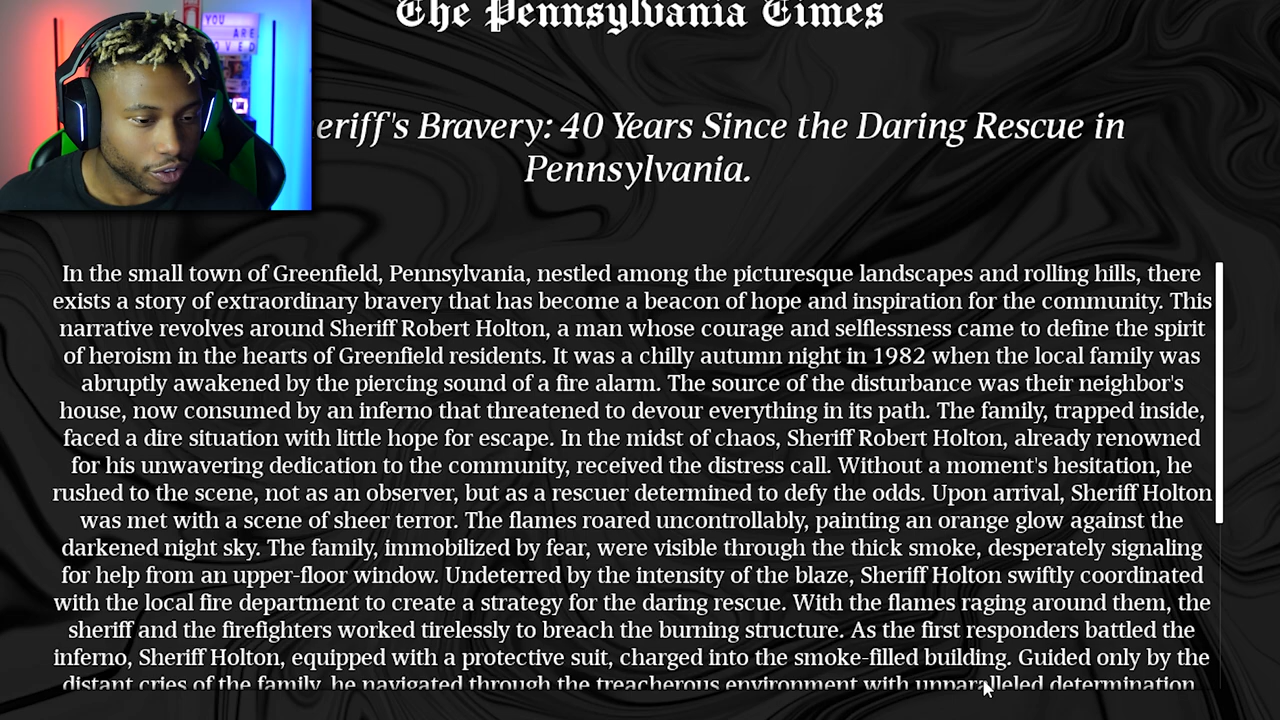 The Pennsylvania Times
YOU
ARE
OVED
eriff's Bravery: 40 Years Since the Daring Rescue in
Pennsylvania.
In the small town of Greenfield, Pennsylvania, nestled among the picturesque landscapes and rolling hills, there
exists a story of extraordinary bravery that has become a beacon of hope and inspiration for the community. This
narrative revolves around Sheriff Robert Holton, a man whose courage and selflessness came to define the spirit
of heroism in the hearts of Greenfield residents. It was a chilly autumn night in 1982 when the local family was
abruptly awakened by the piercing sound of a fire alarm. The source of the disturbance was their neighbor's
house, now consumed by an inferno that threatened to devour everything in its path. The family, trapped inside,
faced a dire situation with little hope for escape. In the midst of chaos, Sheriff Robert Holton, already renowned
for his unwavering dedication to the community, received the distress call. Without a moment's hesitation, he
rushed to the scene, not as an observer, but as a rescuer determined to defy the odds. Upon arrival, Sheriff Holton
was met with a scene of sheer terror. The flames roared uncontrollably, painting an orange glow against the
darkened night sky. The family, immobilized by fear, were visible through the thick smoke, desperately signaling
for help from an upper-floor window. Undeterred by the intensity of the blaze, Sheriff Holton swiftly coordinated
with the local fire department to create a strategy for the daring rescue. With the flames raging around them, the
sheriff and the firefighters worked tirelessly to breach the burning structure. As the first responders battled the
inferno, Sheriff Holton, equipped with a protective suit, charged into the smoke-filled building. Guided only by the
distant cries of the family, he navigated through the treacherous environment with unparalleled determination.